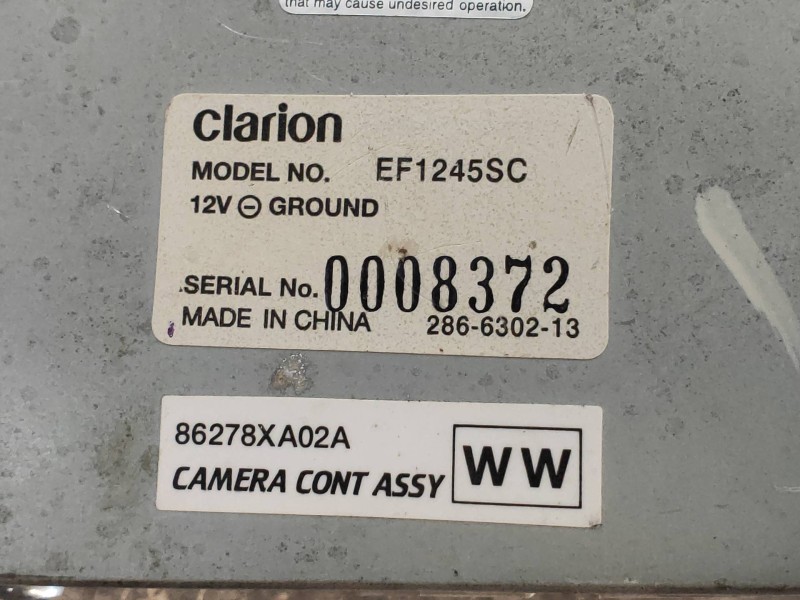 that may cause undesired operation.
clarion
MODEL NO. EF1245SC
12V ⊖ GROUND
SERIAL No. 0008372
MADE IN CHINA 286-6302-13
86278XA02A
CAMERA CONT ASSY
WW